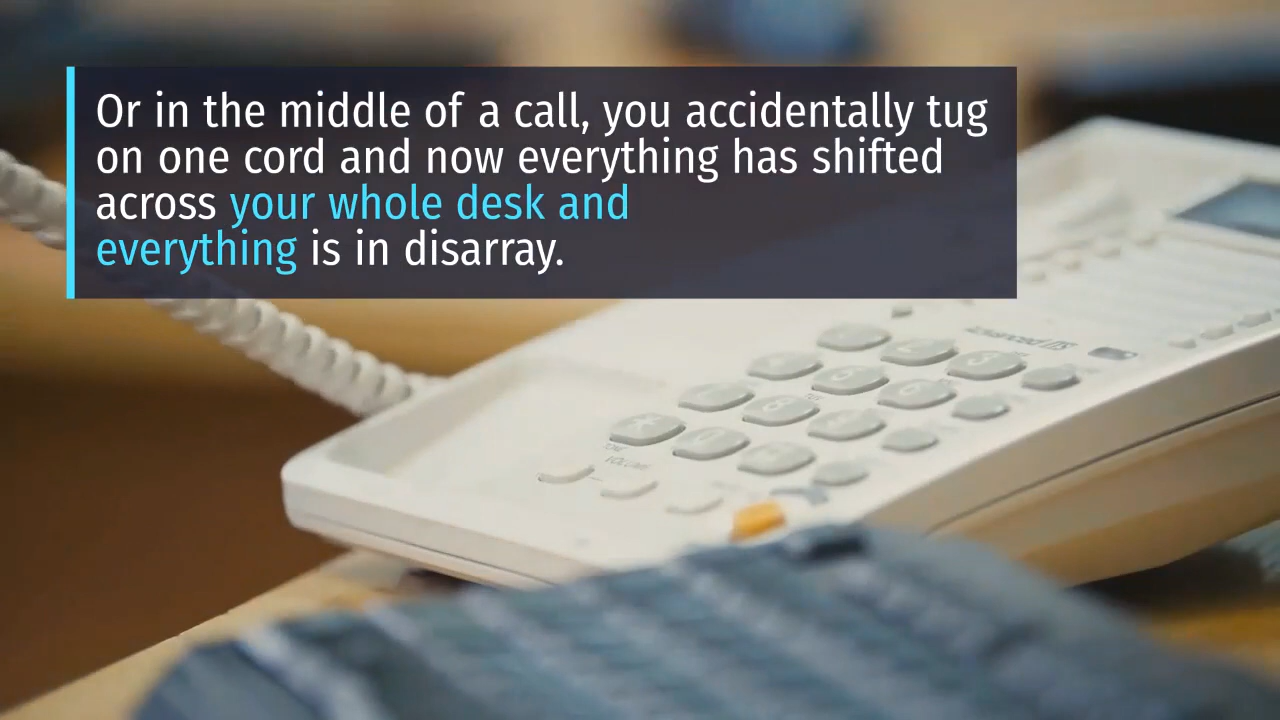 Or in the middle of a call, you accidentally tug
on one cord and now everything has shifted
across your whole desk and
everything is in disarray.
VOLUME